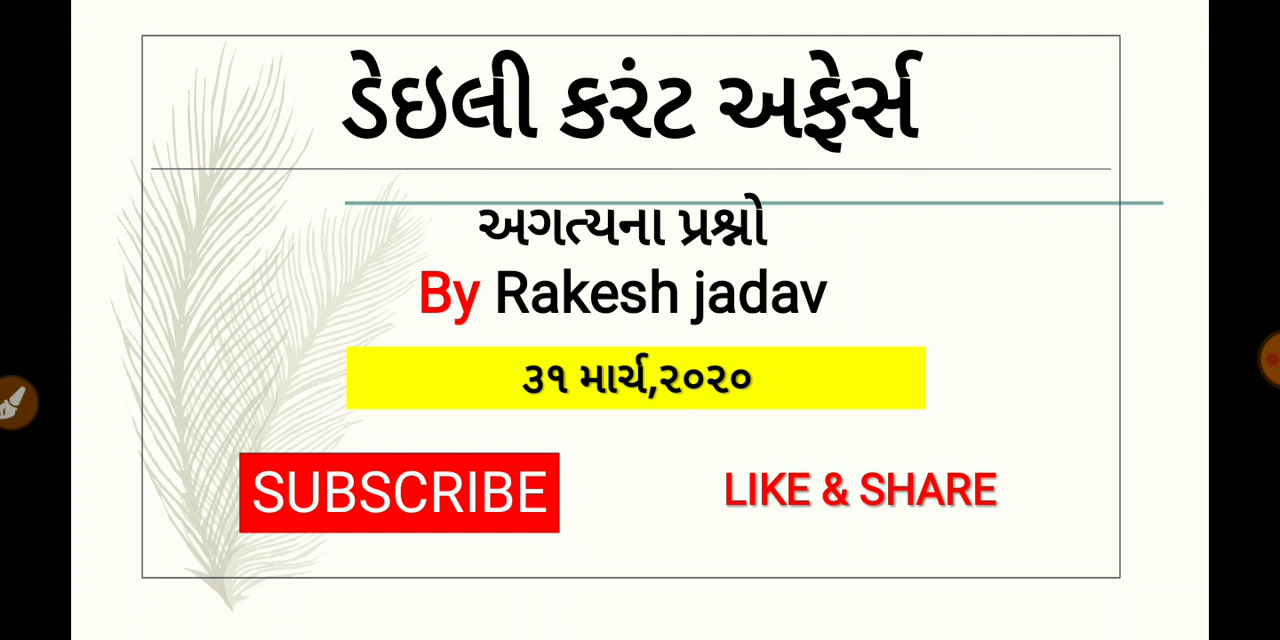 ડેઇલી કરંટ અફેર્સ
અગત્યના પ્રશ્નો
By Rakesh jadav
૩૧ માર્ચ,૨૦૨૦
SUBSCRIBE
LIKE & SHARE